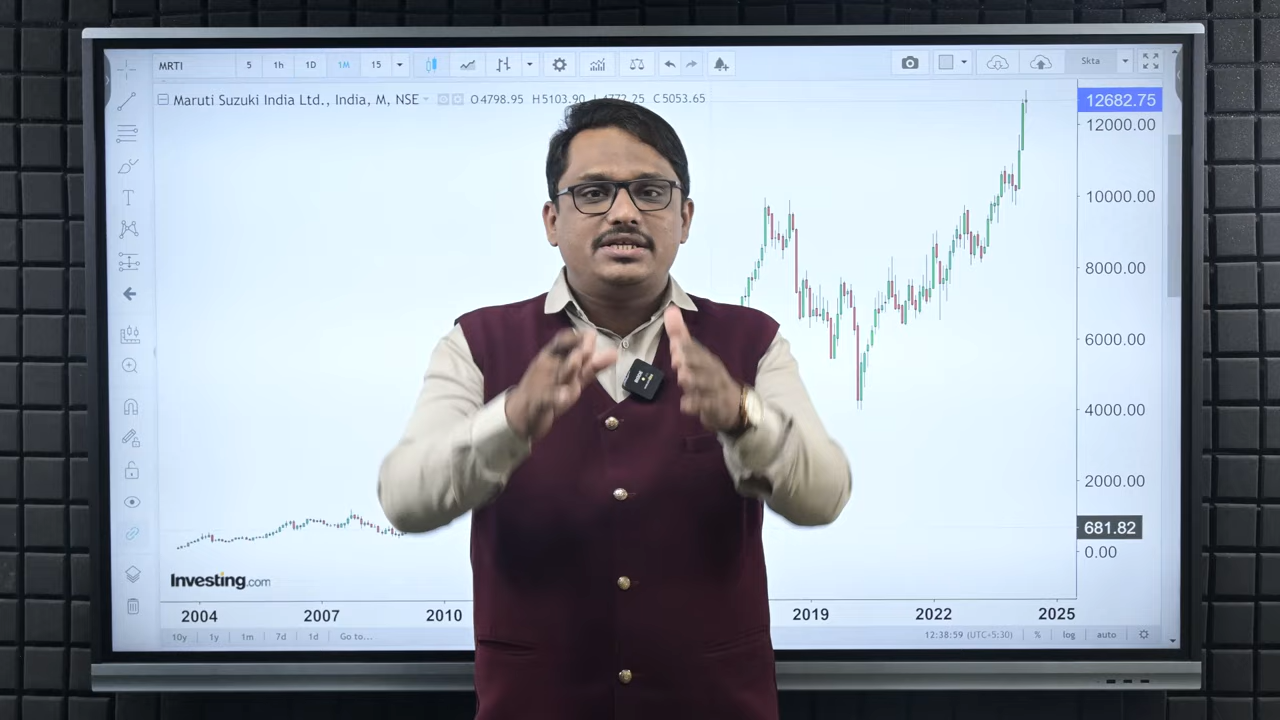 MRTI 5 1h 1D 1M 15 Skta
Maruti Suzuki India Ltd., India, M, NSE O4798.95 H5103.90 L4772.25 C5053.65
12682.75
12000.00
10000.00
8000.00
6000.00
4000.00
2000.00
681.82
0.00
Investing.com
2004 2007 2010 2019 2022 2025
10y 1y 1m 7d 1d Go to... 12:38:59 (UTC+5:30) % log auto